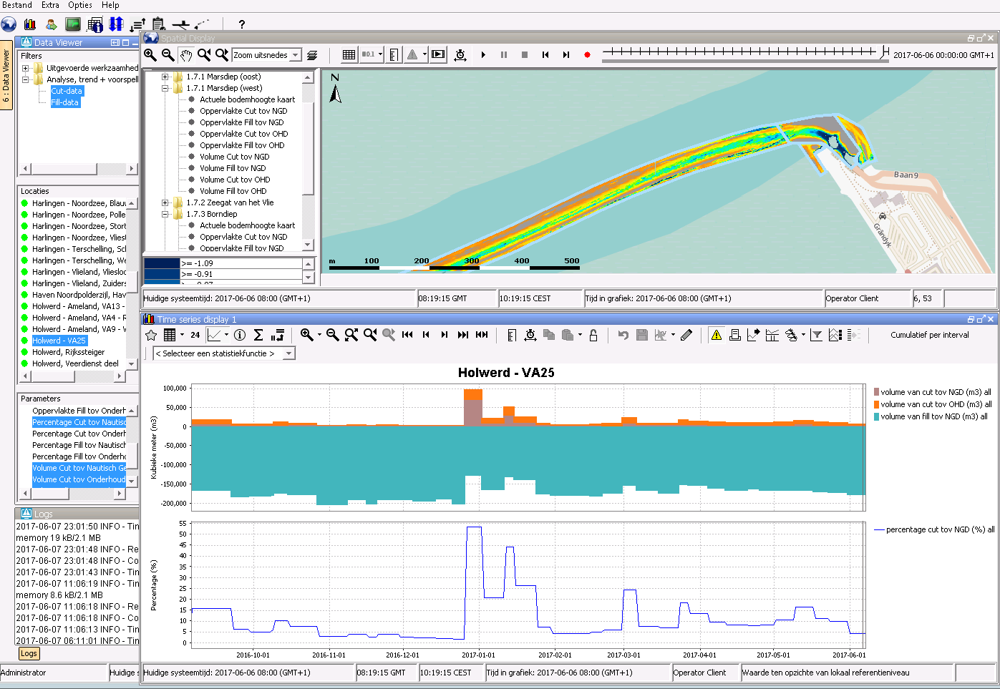 Bestand Extra Opties Help
?
6 : Data Viewer
Data Viewer
Filters
Uitgevoerde werkzaamhed
Analyse, trend + voorspell
Cut-data
Fill-data
Locaties
Harlingen - Noordzee, Blauw
Harlingen - Noordzee, Polle
Harlingen - Noordzee, Stort
Harlingen - Noordzee, Vliest
Harlingen - Terschelling, Sc
Harlingen - Terschelling, We
Harlingen - Vlieland, Vliesloo
Harlingen - Vlieland, Zuiders
Haven Noordpolderzijl, Hav
Holwerd - Ameland, VA13 -
Holwerd - Ameland, VA4 - R
Holwerd - Ameland, VA9 - W
Holwerd - VA25
Holwerd, Rijkssteiger
Holwerd, Veerdienst deel
Parameters
Oppervlakte Fill tov Onderh
Percentage Cut tov Nautisc
Percentage Cut tov Onderh
Percentage Fill tov Nautisch
Percentage Fill tov Onderho
Volume Cut tov Nautisch Ge
Volume Cut tov Onderhoud
Logs
2017-06-07 23:01:50 INFO - Tin
memory 19 kB/2.1 MB
2017-06-07 23:01:48 INFO - Re
2017-06-07 23:01:48 INFO - Co
2017-06-07 23:01:43 INFO - Tin
2017-06-07 11:06:19 INFO - Tin
memory 8.6 kB/2.1 MB
2017-06-07 11:06:18 INFO - Re
2017-06-07 11:06:18 INFO - Co
2017-06-07 11:06:13 INFO - Tin
2017-06-07 06:11:01 INFO - Tin
Logs
Administrator
Huidige s
Spatial Display
Zoom uitsnedes
2017-06-06 00:00:00 GMT+1
1.7.1 Marsdiep (oost)
1.7.1 Marsdiep (west)
Actuele bodemhoogte kaart
Oppervlakte Cut tov NGD
Oppervlakte Fill tov NGD
Oppervlakte Cut tov OHD
Oppervlakte Fill tov OHD
Volume Cut tov NGD
Volume Fill tov NGD
Volume Cut tov OHD
Volume Fill tov OHD
1.7.2 Zeegat van het Vlie
1.7.3 Borndiep
Actuele bodemhoogte kaart
Oppervlakte Cut tov NGD
Oppervlakte Fill tov NGD
>= -1.09
>= -0.91
N
Baan 9
Grândyk
m 100 200 300 400 500
Huidige systeemtijd: 2017-06-06 08:00 (GMT+1)
08:19:15 GMT
10:19:15 CEST
Tijd in grafiek: 2017-06-06 08:00 (GMT+1)
Operator Client
6, 53
Time series display 1
24
Cumulatief per interval
< Selecteer een statistiekfunctie >
Holwerd - VA25
100,000
50,000
0
-50,000
-100,000
-150,000
-200,000
Kubieke meter (m3)
volume van cut tov NGD (m3) all
volume van cut tov OHD (m3) all
volume van fill tov NGD (m3) all
55
50
45
40
35
30
25
20
15
10
5
0
Percentage (%)
percentage cut tov NGD (%) all
2016-10-01 2016-11-01 2016-12-01 2017-01-01 2017-02-01 2017-03-01 2017-04-01 2017-05-01 2017-06-01
Huidige systeemtijd: 2017-06-06 08:00 (GMT+1)
08:19:15 GMT
10:19:15 CEST
Tijd in grafiek: 2017-06-06 08:00 (GMT+1)
Operator Client
Waarde ten opzichte van lokaal referentieniveau